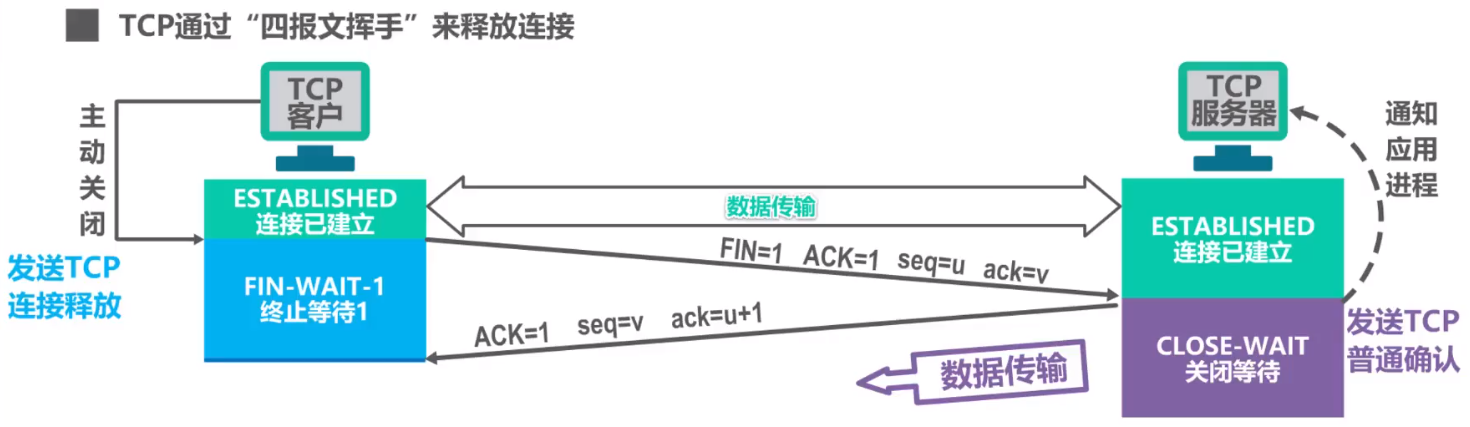 TCP通过“四报文挥手”来释放连接
TCP
客户
TCP
服务器
主动关闭
通知
应用
进程
ESTABLISHED
连接已建立
数据传输
ESTABLISHED
连接已建立
FIN=1 ACK=1 seq=u ack=v
发送TCP
连接释放
FIN-WAIT-1
终止等待1
ACK=1 seq=v ack=u+1
数据传输
CLOSE-WAIT
关闭等待
发送TCP
普通确认